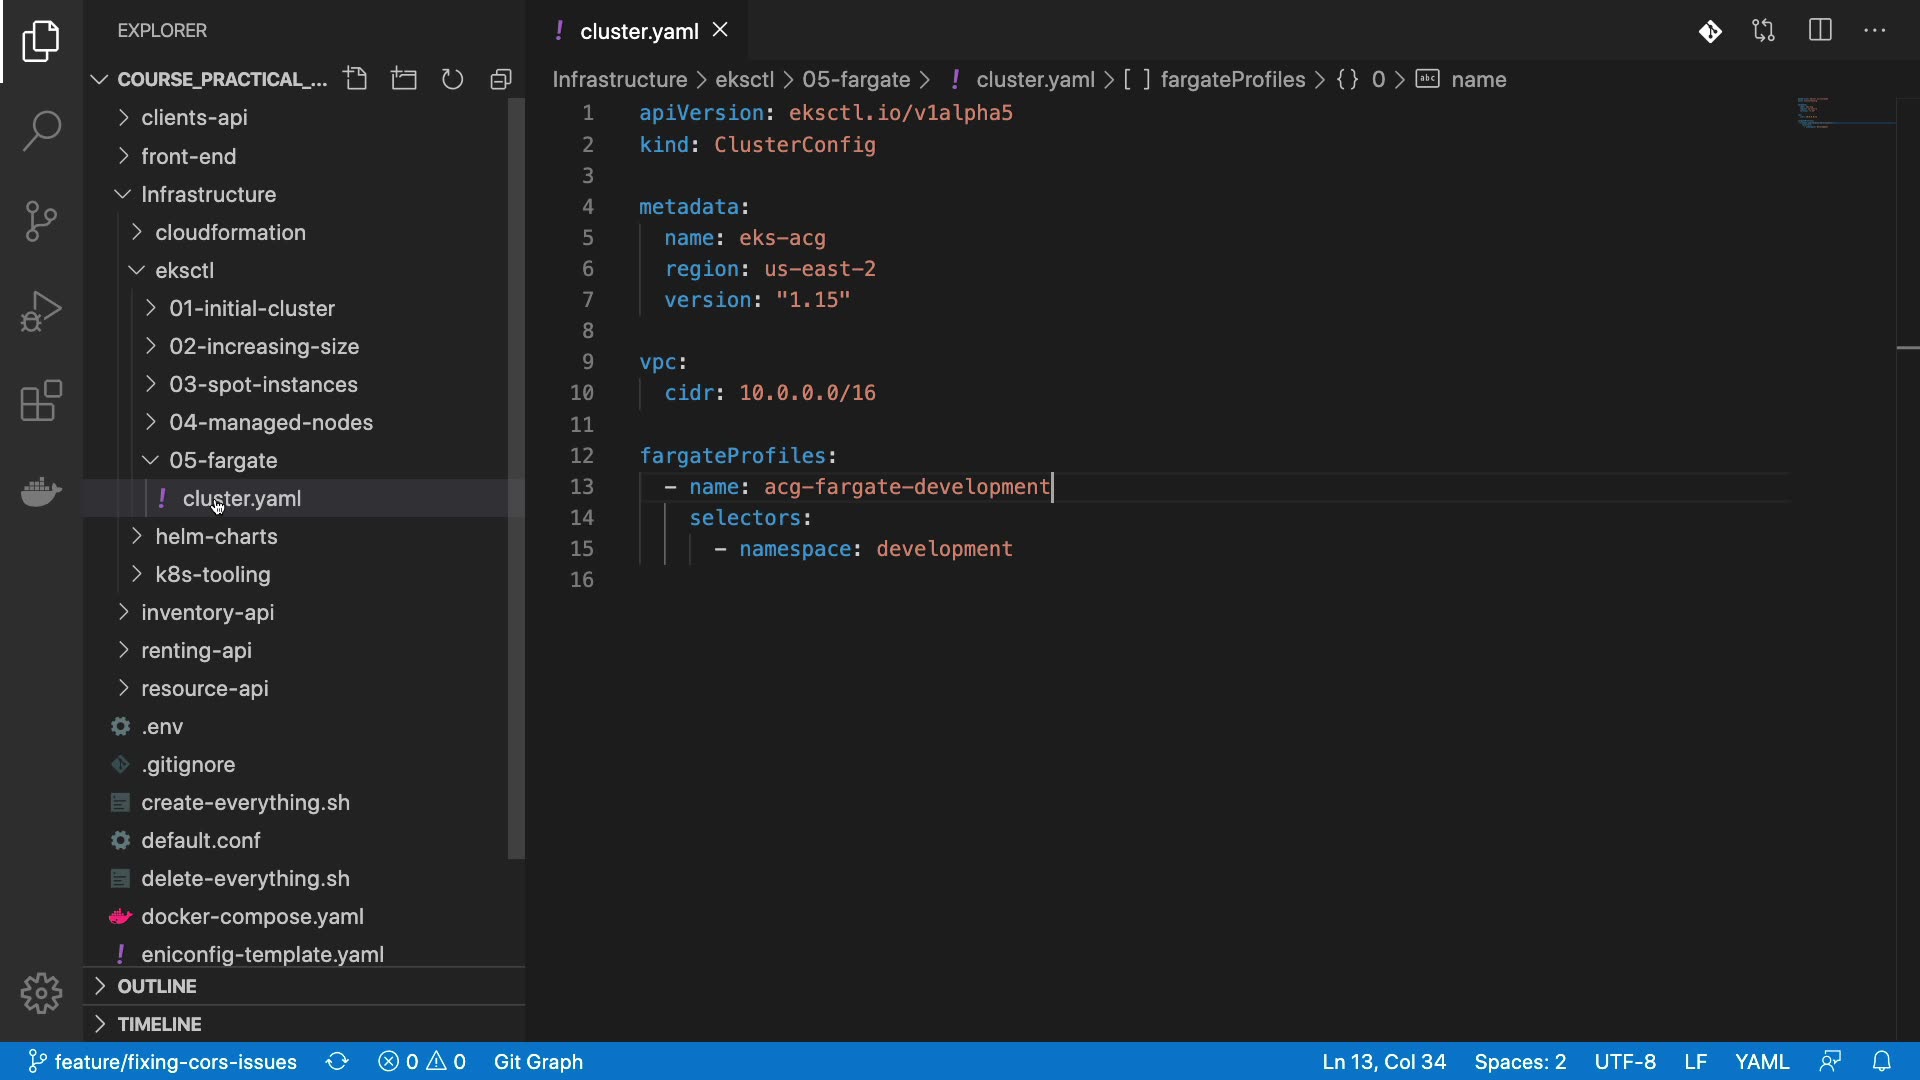 EXPLORER
COURSE_PRACTICAL_...
clients-api
front-end
Infrastructure
cloudformation
eksctl
01-initial-cluster
02-increasing-size
03-spot-instances
04-managed-nodes
05-fargate
! cluster.yaml
helm-charts
k8s-tooling
inventory-api
renting-api
resource-api
.env
.gitignore
create-everything.sh
default.conf
delete-everything.sh
docker-compose.yaml
! eniconfig-template.yaml
OUTLINE
TIMELINE
! cluster.yaml
Infrastructure > eksctl > 05-fargate > ! cluster.yaml > [ ] fargateProfiles > {} 0 > abc name
1 apiVersion: eksctl.io/v1alpha5
2 kind: ClusterConfig
3
4 metadata:
5 name: eks-acg
6 region: us-east-2
7 version: "1.15"
8
9 vpc:
10 cidr: 10.0.0.0/16
11
12 fargateProfiles:
13 - name: acg-fargate-development
14 selectors:
15 - namespace: development
16
feature/fixing-cors-issues 0 0 Git Graph Ln 13, Col 34 Spaces: 2 UTF-8 LF YAML